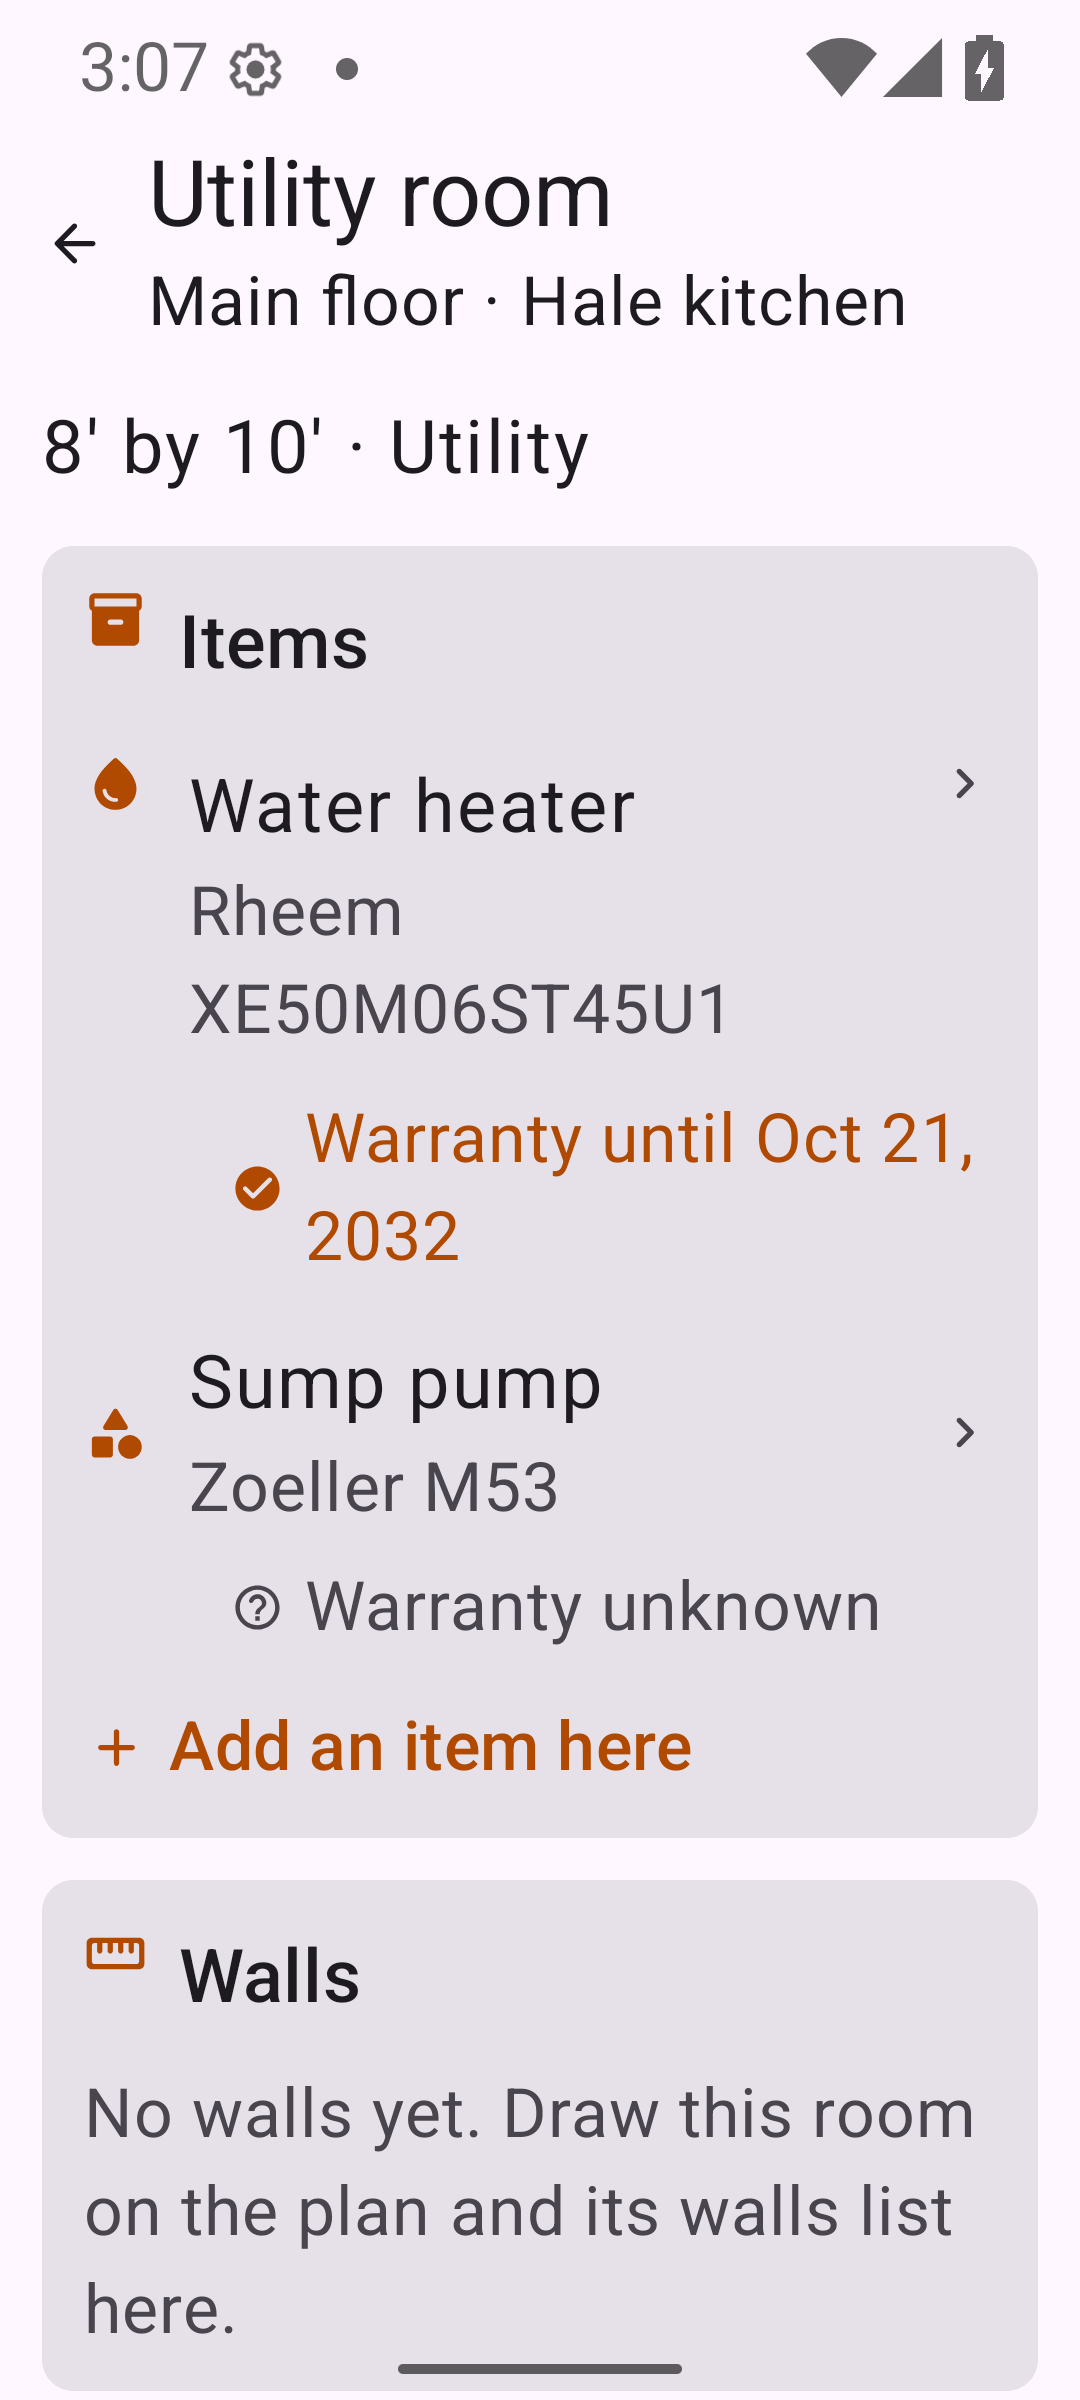 3:07
Utility room
Main floor · Hale kitchen
8' by 10' · Utility
Items
Water heater
Rheem
XE50M06ST45U1
Warranty until Oct 21,
2032
Sump pump
Zoeller M53
Warranty unknown
Add an item here
Walls
No walls yet. Draw this room
on the plan and its walls list
here.